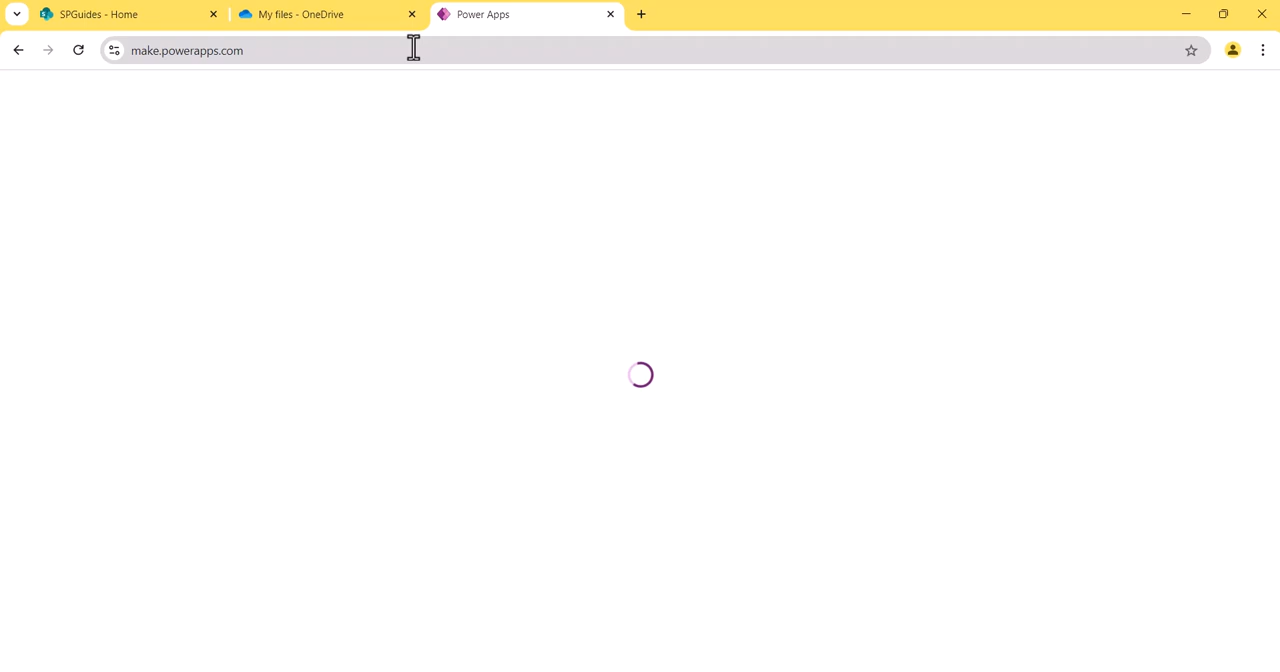 SPGuides - Home
My files - OneDrive
Power Apps
make.powerapps.com